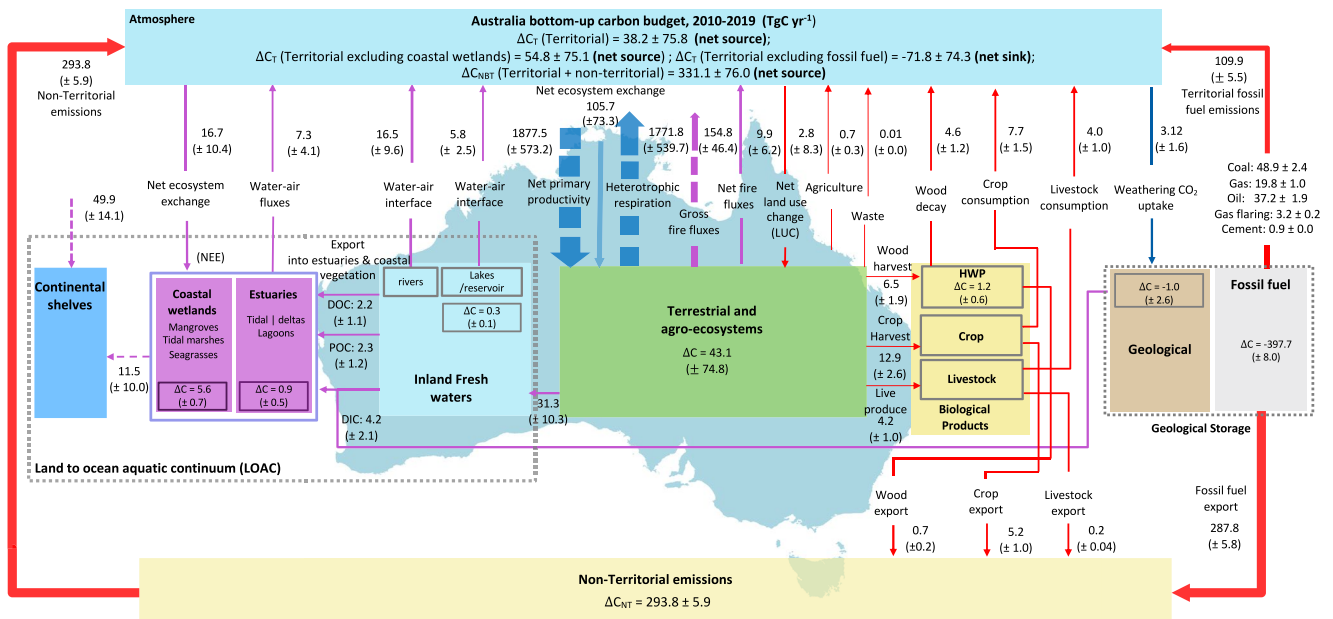 Atmosphere
Australia bottom-up carbon budget, 2010-2019 (TgC yr-1)
ΔCT (Territorial) = 38.2 ± 75.8 (net source);
ΔCT (Territorial excluding coastal wetlands) = 54.8 ± 75.1 (net source) ; ΔCT (Territorial excluding fossil fuel) = -71.8 ± 74.3 (net sink);
ΔCNBT (Territorial + non-territorial) = 331.1 ± 76.0 (net source)
293.8
(± 5.9)
Non-Territorial
emissions
49.9
(± 14.1)
16.7
(± 10.4)
Net ecosystem
exchange
(NEE)
7.3
(± 4.1)
Water-air
fluxes
16.5
(± 9.6)
Water-air
interface
5.8
(± 2.5)
Water-air
interface
1877.5
(± 573.2)
Net primary
productivity
Net ecosystem exchange
105.7
(±73.3)
1771.8
(± 539.7)
Heterotrophic
respiration
154.8
(± 46.4)
Gross
fire fluxes
9.9
(± 6.2)
Net fire
fluxes
2.8
(± 8.3)
Net
land use
change
(LUC)
0.7
(± 0.3)
Agriculture
0.01
(± 0.0)
Waste
4.6
(± 1.2)
Wood
decay
7.7
(± 1.5)
Crop
consumption
4.0
(± 1.0)
Livestock
consumption
3.12
(± 1.6)
Weathering CO2
uptake
109.9
(± 5.5)
Territorial fossil
fuel emissions
Coal: 48.9 ± 2.4
Gas: 19.8 ± 1.0
Oil: 37.2 ± 1.9
Gas flaring: 3.2 ± 0.2
Cement: 0.9 ± 0.0
Continental
shelves
11.5
(± 10.0)
Coastal
wetlands
Mangroves
Tidal marshes
Seagrasses
ΔC = 5.6
(± 0.7)
Estuaries
Tidal | deltas
Lagoons
ΔC = 0.9
(± 0.5)
Export
into estuaries & coastal
vegetation
DOC: 2.2
(± 1.1)
POC: 2.3
(± 1.2)
DIC: 4.2
(± 2.1)
rivers
Lakes
/reservoir
ΔC = 0.3
(± 0.1)
Inland Fresh
waters
31.3
(± 10.3)
Land to ocean aquatic continuum (LOAC)
Terrestrial and
agro-ecosystems
ΔC = 43.1
(± 74.8)
Wood
harvest
6.5
(± 1.9)
Crop
Harvest
12.9
(± 2.6)
Live
produce
4.2
(± 1.0)
HWP
ΔC = 1.2
(± 0.6)
Crop
Livestock
Biological
Products
ΔC = -1.0
(± 2.6)
Geological
Fossil fuel
ΔC = -397.7
(± 8.0)
Geological Storage
Wood
export
0.7
(±0.2)
Crop
export
5.2
(± 1.0)
Livestock
export
0.2
(± 0.04)
Fossil fuel
export
287.8
(± 5.8)
Non-Territorial emissions
ΔCNT = 293.8 ± 5.9